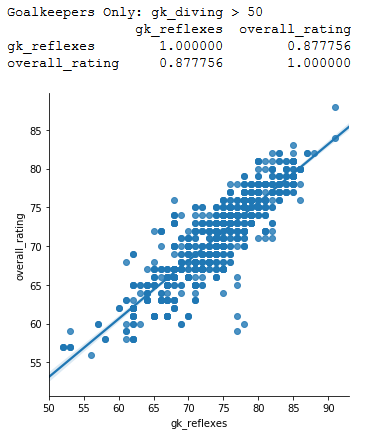 Goalkeepers Only: gk_diving > 50
gk_reflexes overall_rating
gk_reflexes 1.000000 0.877756
overall_rating 0.877756 1.000000
85
80
75
70
65
60
55
overall_rating
50 55 60 65 70 75 80 85 90
gk_reflexes